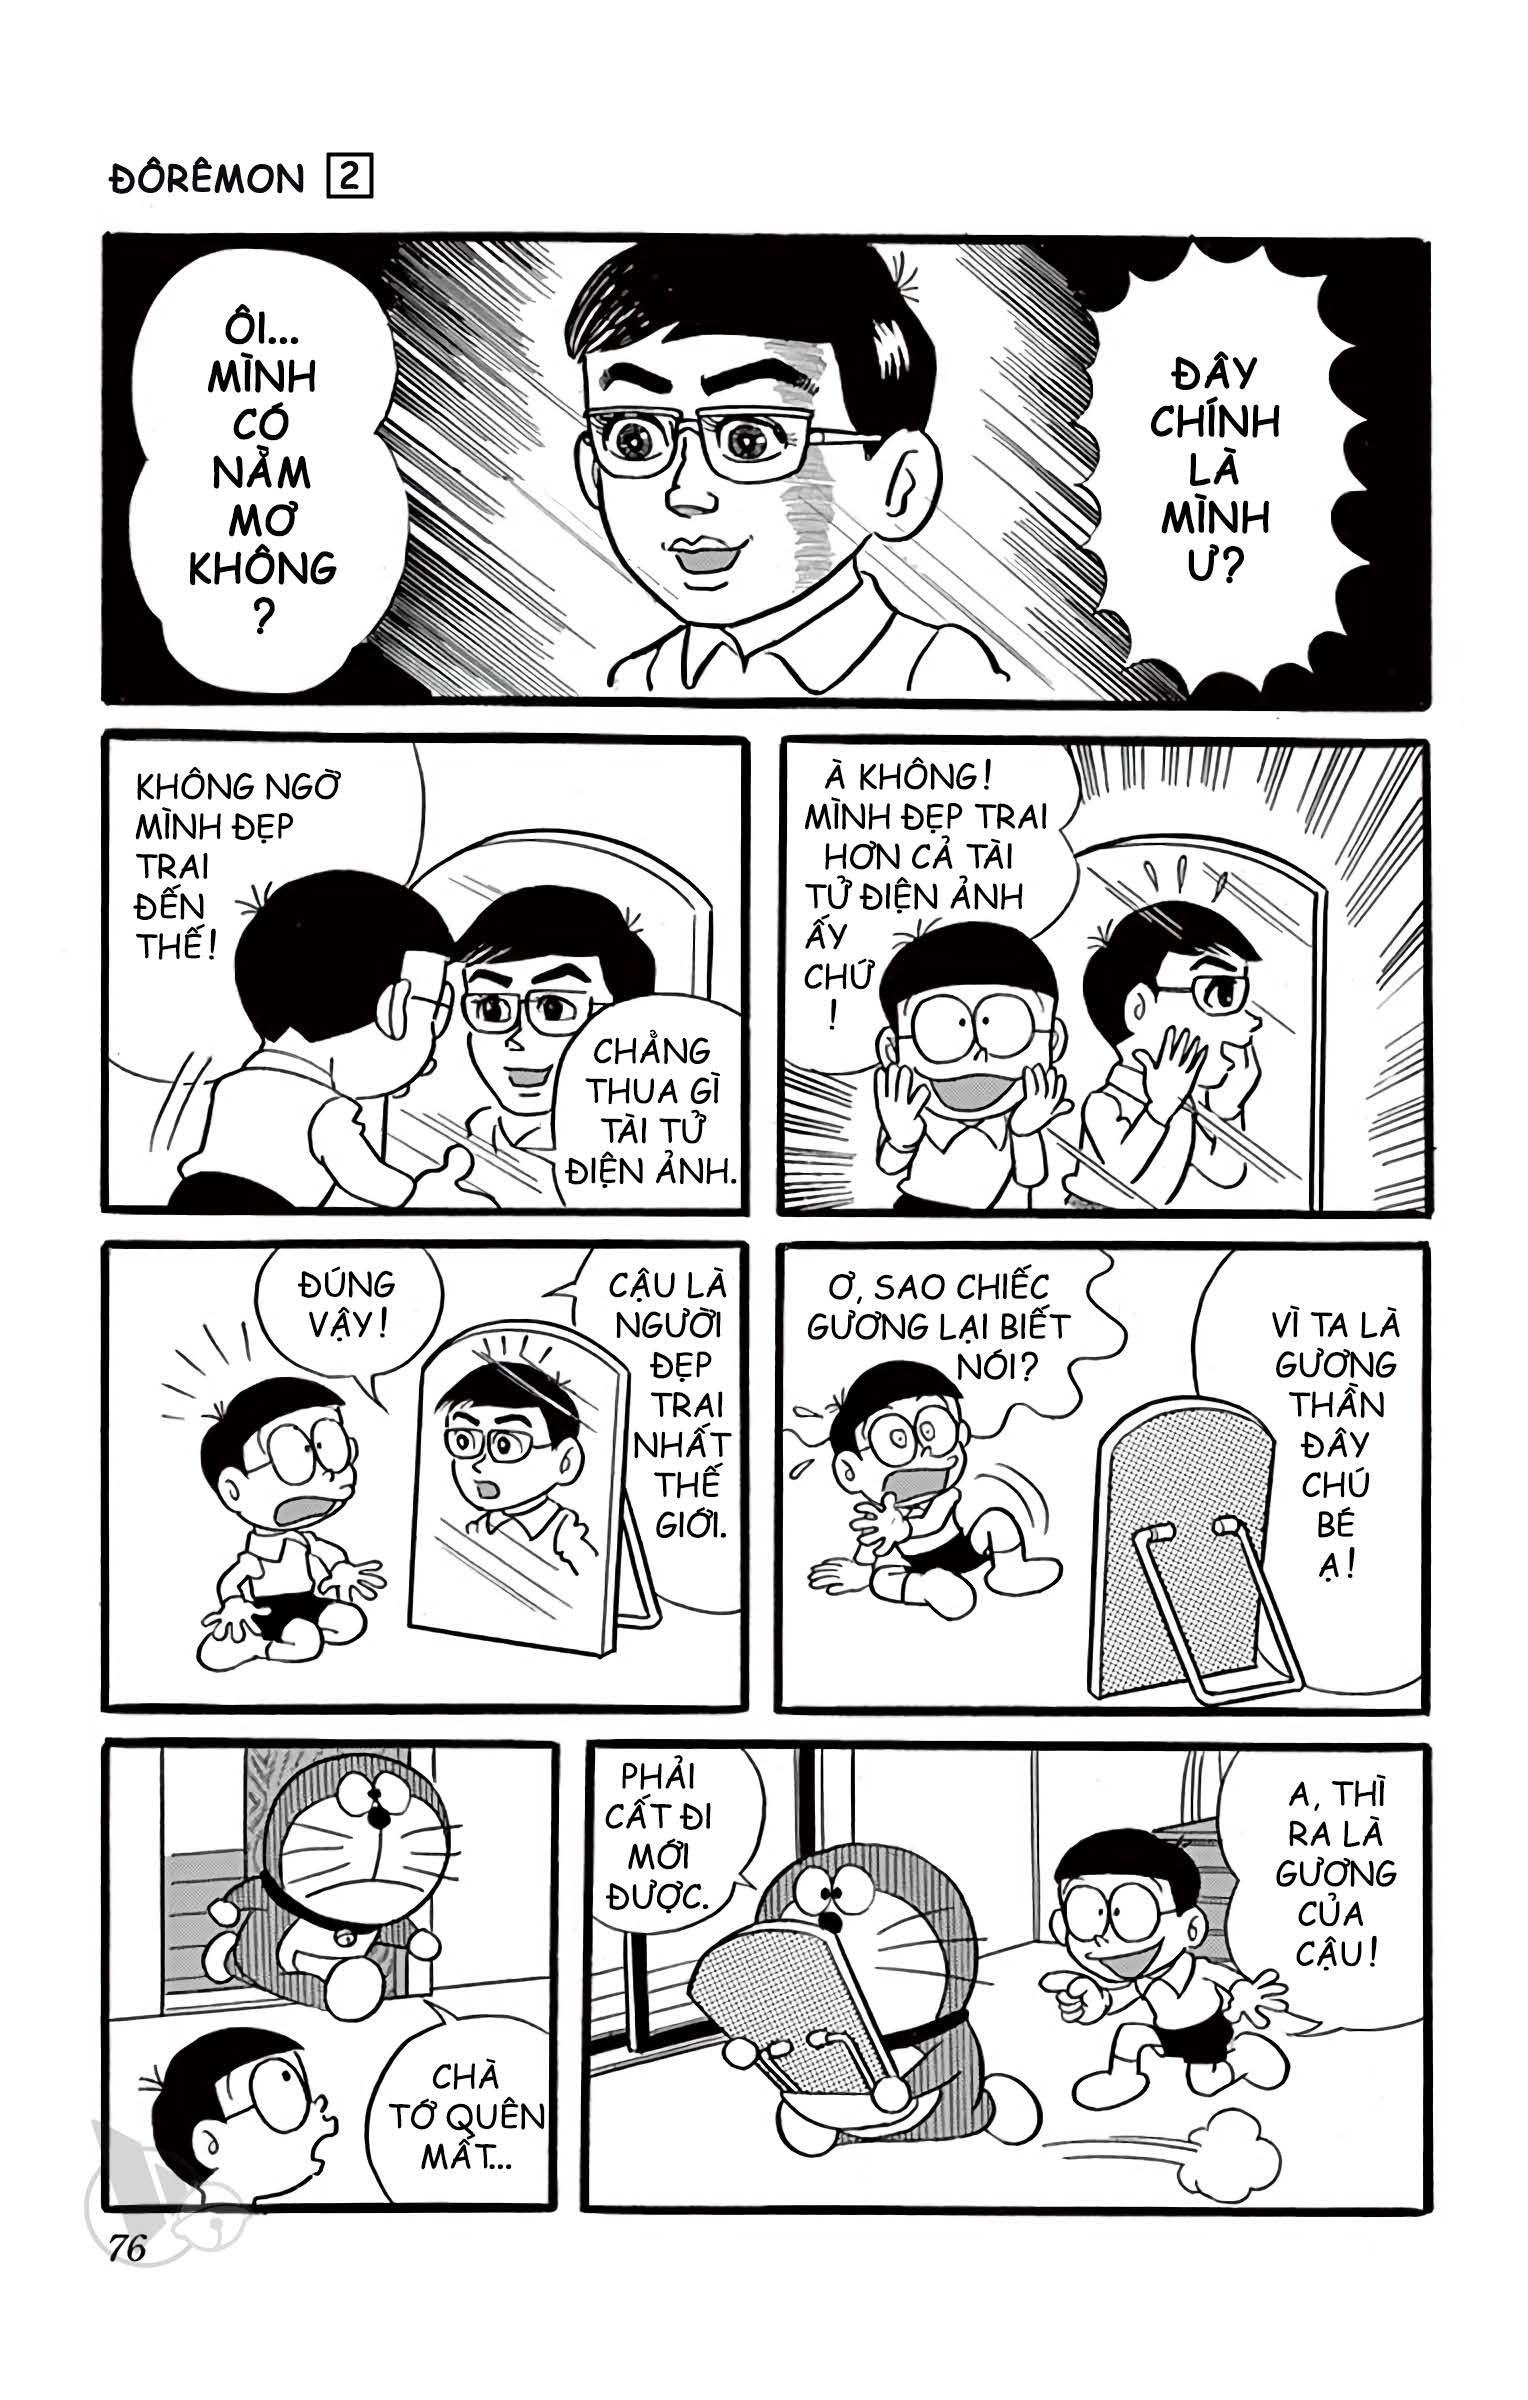 ĐÔRÊMON 2
ĐÂY
CHÍNH
LÀ
MÌNH
Ư?
ÔI...
MÌNH
CÓ
NẰM
MƠ
KHÔNG
?
À KHÔNG!
MÌNH ĐẸP TRAI
HƠN CẢ TÀI
TỬ ĐIỆN ẢNH
ẤY
CHỨ
!
KHÔNG NGỜ
MÌNH ĐẸP
TRAI
ĐẾN
THẾ!
CHẲNG
THUA GÌ
TÀI TỬ
ĐIỆN ẢNH.
VÌ TA LÀ
GƯƠNG
THẦN
ĐÂY
CHÚ
BÉ
Ạ!
Ơ, SAO CHIẾC
GƯƠNG LẠI BIẾT
NÓI?
CẬU LÀ
NGƯỜI
ĐẸP
TRAI
NHẤT
THẾ
GIỚI.
ĐÚNG
VẬY!
A, THÌ
RA LÀ
GƯƠNG
CỦA
CẬU!
PHẢI
CẤT ĐI
MỚI
ĐƯỢC.
CHÀ
TỚ QUÊN
MẤT...
76